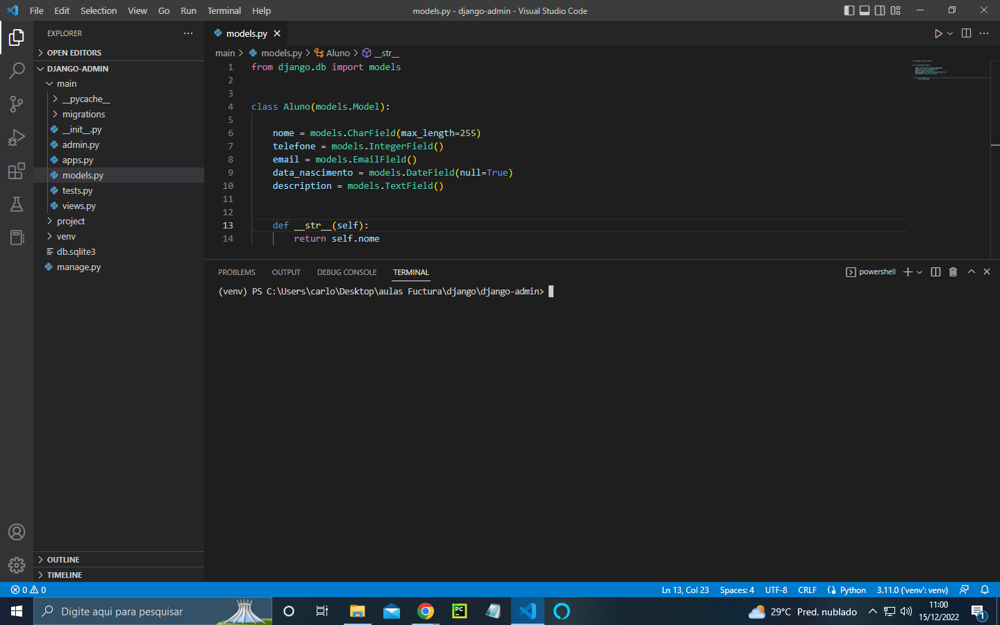 File Edit Selection View Go Run Terminal Help
models.py - django-admin - Visual Studio Code
EXPLORER
OPEN EDITORS
DJANGO-ADMIN
main
__pycache__
migrations
__init__.py
admin.py
apps.py
models.py
tests.py
views.py
project
venv
db.sqlite3
manage.py
OUTLINE
TIMELINE
models.py
main > models.py > Aluno > __str__
1 from django.db import models
2
3
4 class Aluno(models.Model):
5
6 nome = models.CharField(max_length=255)
7 telefone = models.IntegerField()
8 email = models.EmailField()
9 data_nascimento = models.DateField(null=True)
10 description = models.TextField()
11
12
13 def __str__(self):
14 return self.nome
PROBLEMS OUTPUT DEBUG CONSOLE TERMINAL
powershell
(venv) PS C:\Users\carlo\Desktop\aulas Fuctura\django\django-admin>
0 0
Ln 13, Col 23 Spaces: 4 UTF-8 CRLF Python 3.11.0 ('venv': venv)
Digite aqui para pesquisar
PC
29°C Pred. nublado
11:00
15/12/2022
1